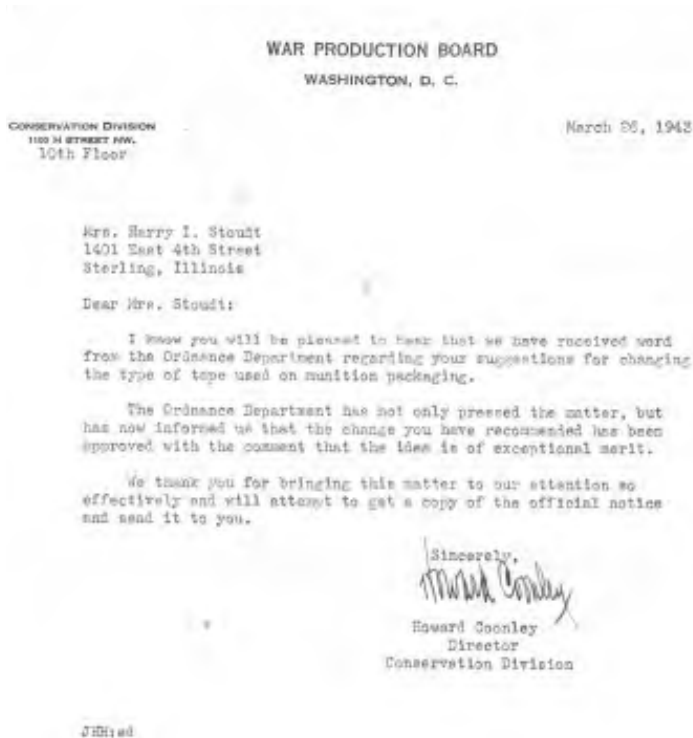 WAR PRODUCTION BOARD
WASHINGTON, D. C.
CONSERVATION DIVISION
1100 H STREET NW.
10th Floor
March 26, 1943
Mrs. Harry I. Stoudt
1401 East 4th Street
Sterling, Illinois
Dear Mrs. Stoudt:
I know you will be pleased to hear that we have received word
from the Ordnance Department regarding your suggestions for changing
the type of tape used on munition packaging.
The Ordnance Department has not only pressed the matter, but
has now informed us that the change you have recommended has been
approved with the comment that the idea is of exceptional merit.
We thank you for bringing this matter to our attention so
effectively and will attempt to get a copy of the official notice
and send it to you.
Sincerely,
Howard Coonley
Howard Coonley
Director
Conservation Division
JHH:ed